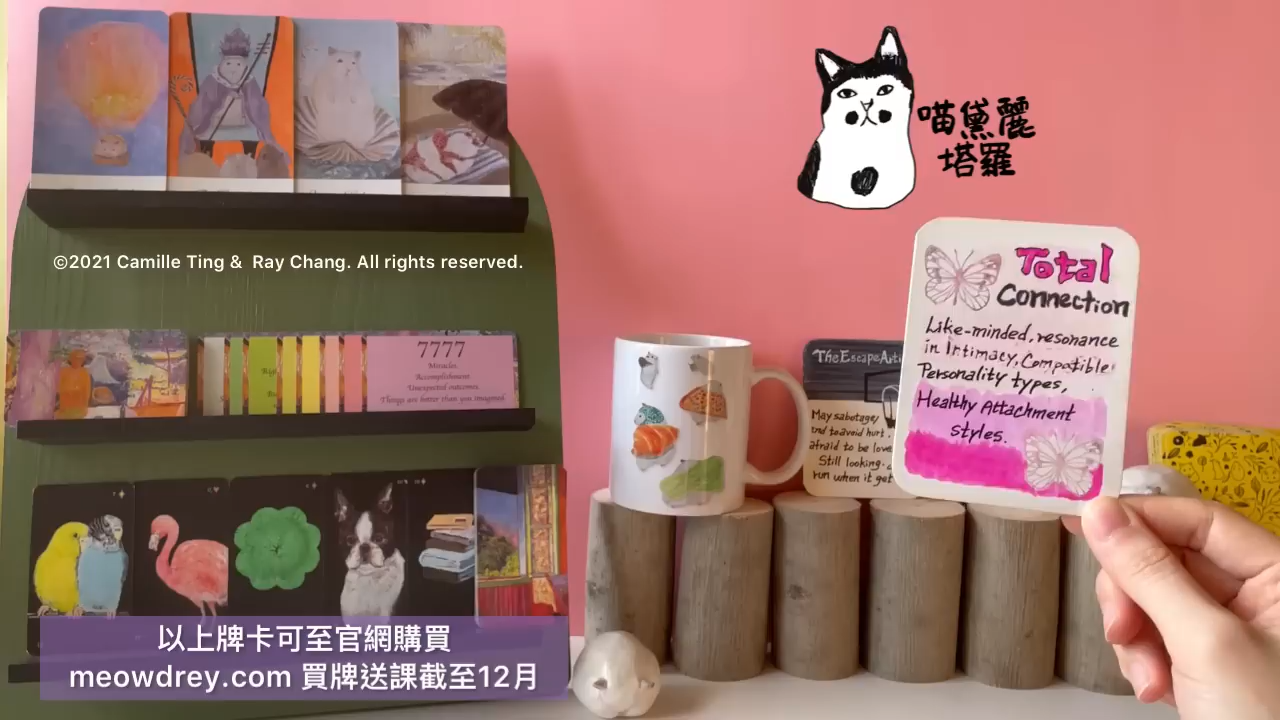 喵黛麗
塔羅
©2021 Camille Ting & Ray Chang. All rights reserved.
7777
Miracles.
Accomplishment.
Unexpected outcomes.
Things are better than you imagined.
The Escape
May sabotage
and to avoid hurt.
afraid to be love
Still looking.
run when it get
Total
Connection
Like-minded, resonance
in Intimacy, Compatible
Personality types,
Healthy Attachment
styles.
以上牌卡可至官網購買
meowdrey.com 買牌送課截至12月